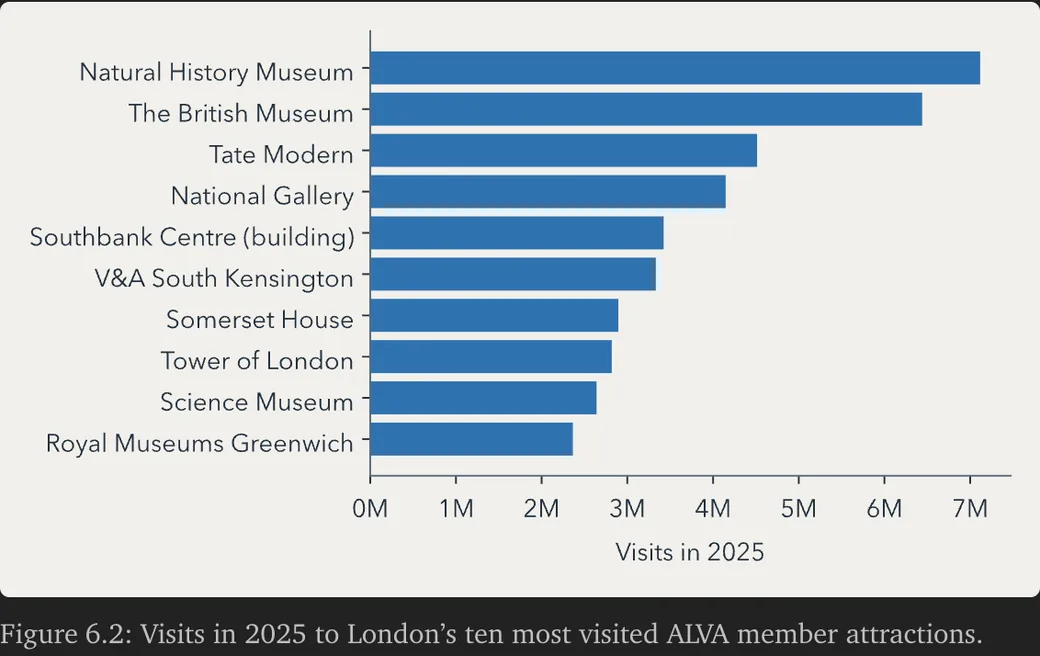 Natural History Museum
The British Museum
Tate Modern
National Gallery
Southbank Centre (building)
V&A South Kensington
Somerset House
Tower of London
Science Museum
Royal Museums Greenwich
0M 1M 2M 3M 4M 5M 6M 7M
Visits in 2025
Figure 6.2: Visits in 2025 to London’s ten most visited ALVA member attractions.